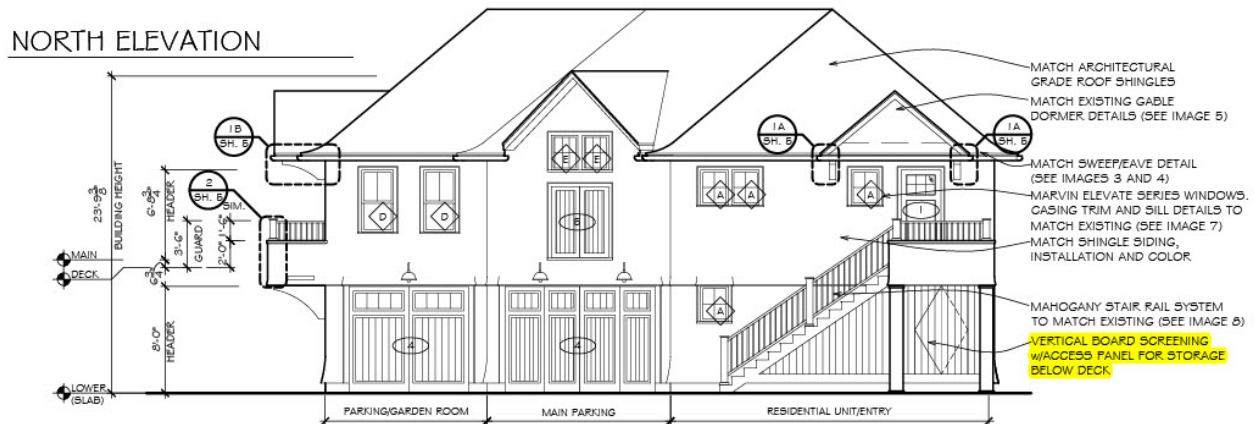 NORTH ELEVATION
MATCH ARCHITECTURAL
GRADE ROOF SHINGLES
MATCH EXISTING GABLE
DORMER DETAILS (SEE IMAGE 5)
1B
SH. 5
1A
SH. 5
1A
SH. 5
MATCH SWEEP/EAVE DETAIL
(SEE IMAGES 3 AND 4)
MARVIN ELEVATE SERIES WINDOWS.
CASING TRIM AND SILL DETAILS TO
MATCH EXISTING (SEE IMAGE 7)
MATCH SHINGLE SIDING,
INSTALLATION AND COLOR
2
SH. 5
SIM.
23'-9 3/8"
BUILDING HEIGHT
6'-8 3/4"
HEADER
3'-6"
GUARD
2'-0"
1'-6"
E
E
D
D
A
A
A
1
MAIN
DECK
6 3/4"
8'-0"
HEADER
4
4
A
MAHOGANY STAIR RAIL SYSTEM
TO MATCH EXISTING (SEE IMAGE 8)
VERTICAL BOARD SCREENING
w/ACCESS PANEL FOR STORAGE
BELOW DECK
LOWER
(SLAB)
PARKING/GARDEN ROOM
MAIN PARKING
RESIDENTIAL UNIT/ENTRY